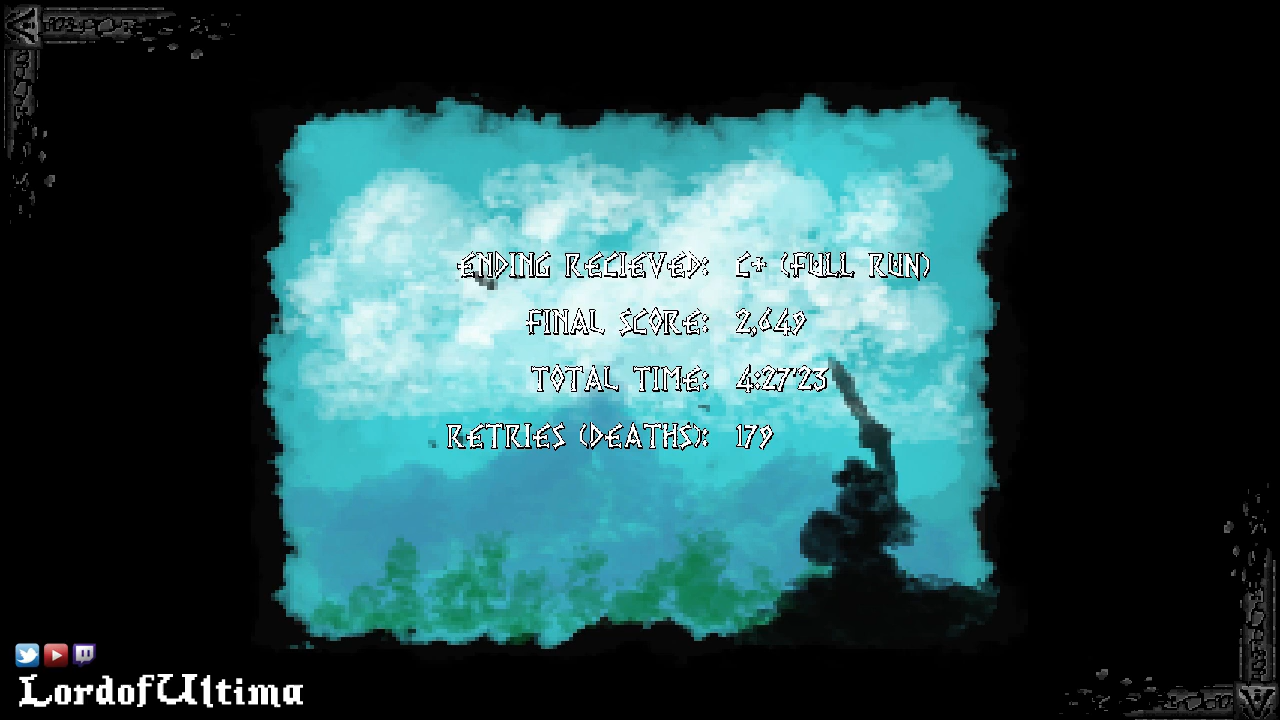 ENDING RECIEVED: C+ (FULL RUN)
FINAL SCORE: 2,649
TOTAL TIME: 4:27'23
RETRIES (DEATHS): 179
LordofUltima